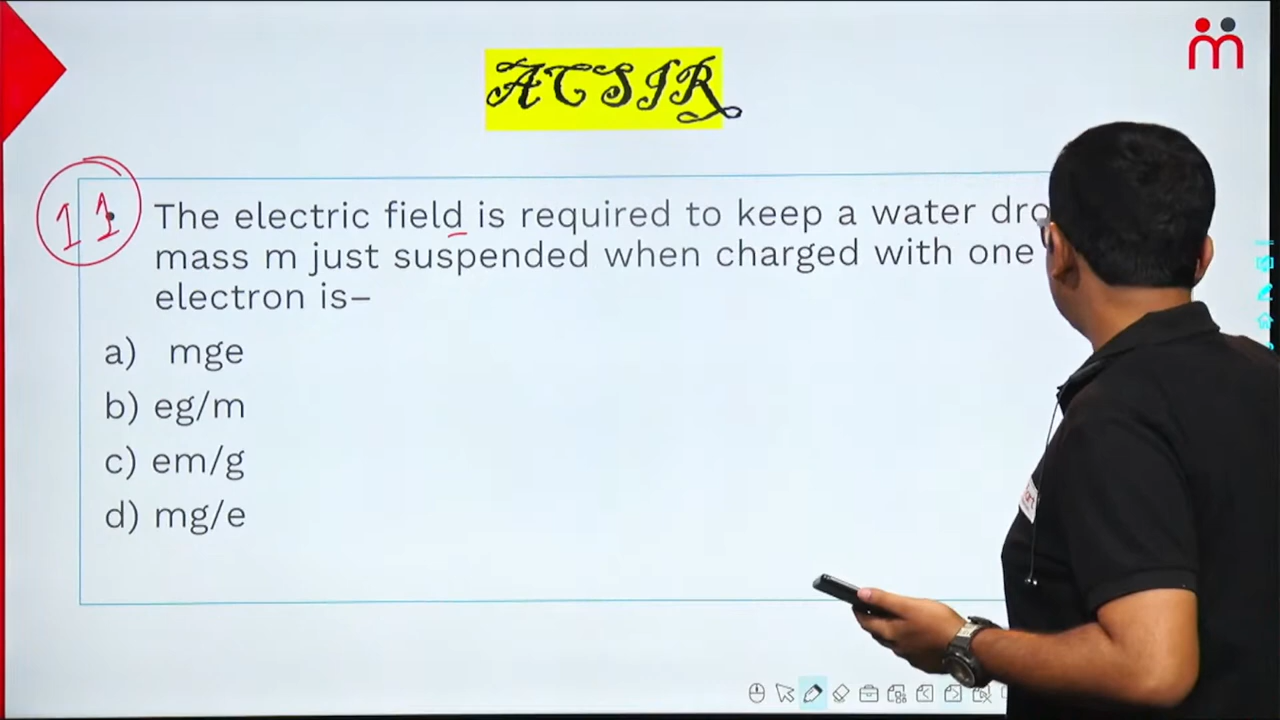 ACSIR
11
The electric field is required to keep a water
mass m just suspended when charged with one
electron is–
a) mge
b) eg/m
c) em/g
d) mg/e